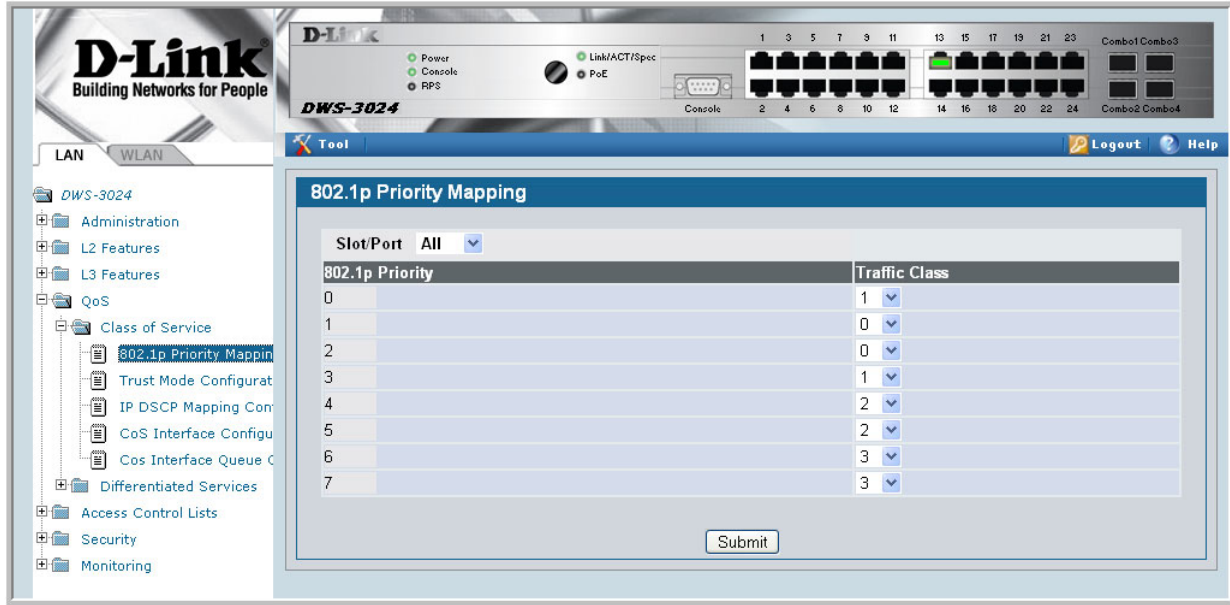 D-Link
Building Networks for People
D-Link
Power
Console
RPS
Link/ACT/Spec
PoE
DWS-3024
Console
1 3 5 7 9 11 13 15 17 19 21 23
Combo1 Combo3
2 4 6 8 10 12 14 16 18 20 22 24
Combo2 Combo4
LAN WLAN
Tool Logout Help
DWS-3024
Administration
L2 Features
L3 Features
QoS
Class of Service
802.1p Priority Mappin
Trust Mode Configurat
IP DSCP Mapping Con
CoS Interface Configu
Cos Interface Queue C
Differentiated Services
Access Control Lists
Security
Monitoring
802.1p Priority Mapping
Slot/Port All
802.1p Priority Traffic Class
0 1
1 0
2 0
3 1
4 2
5 2
6 3
7 3
Submit